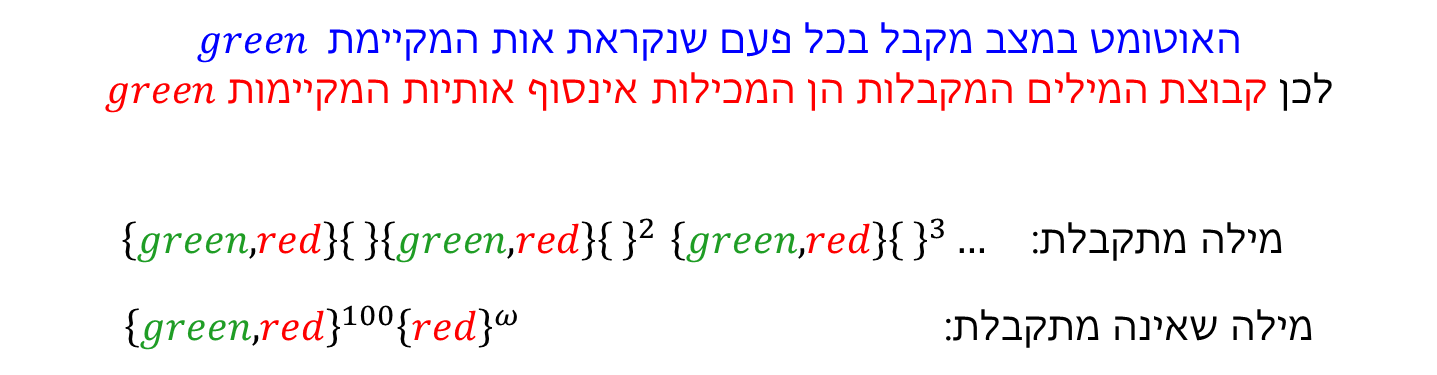 האוטומט במצב מקבל בכל פעם שנקראת אות המקיימת green
לכן קבוצת המילים המקבלות הן המכילות אינסוף אותיות המקיימות green
מילה מתקבלת: {green,red}{ }{green,red}{ }² {green,red}{ }³ ...
מילה שאינה מתקבלת: {green,red}¹⁰⁰{red}^ω